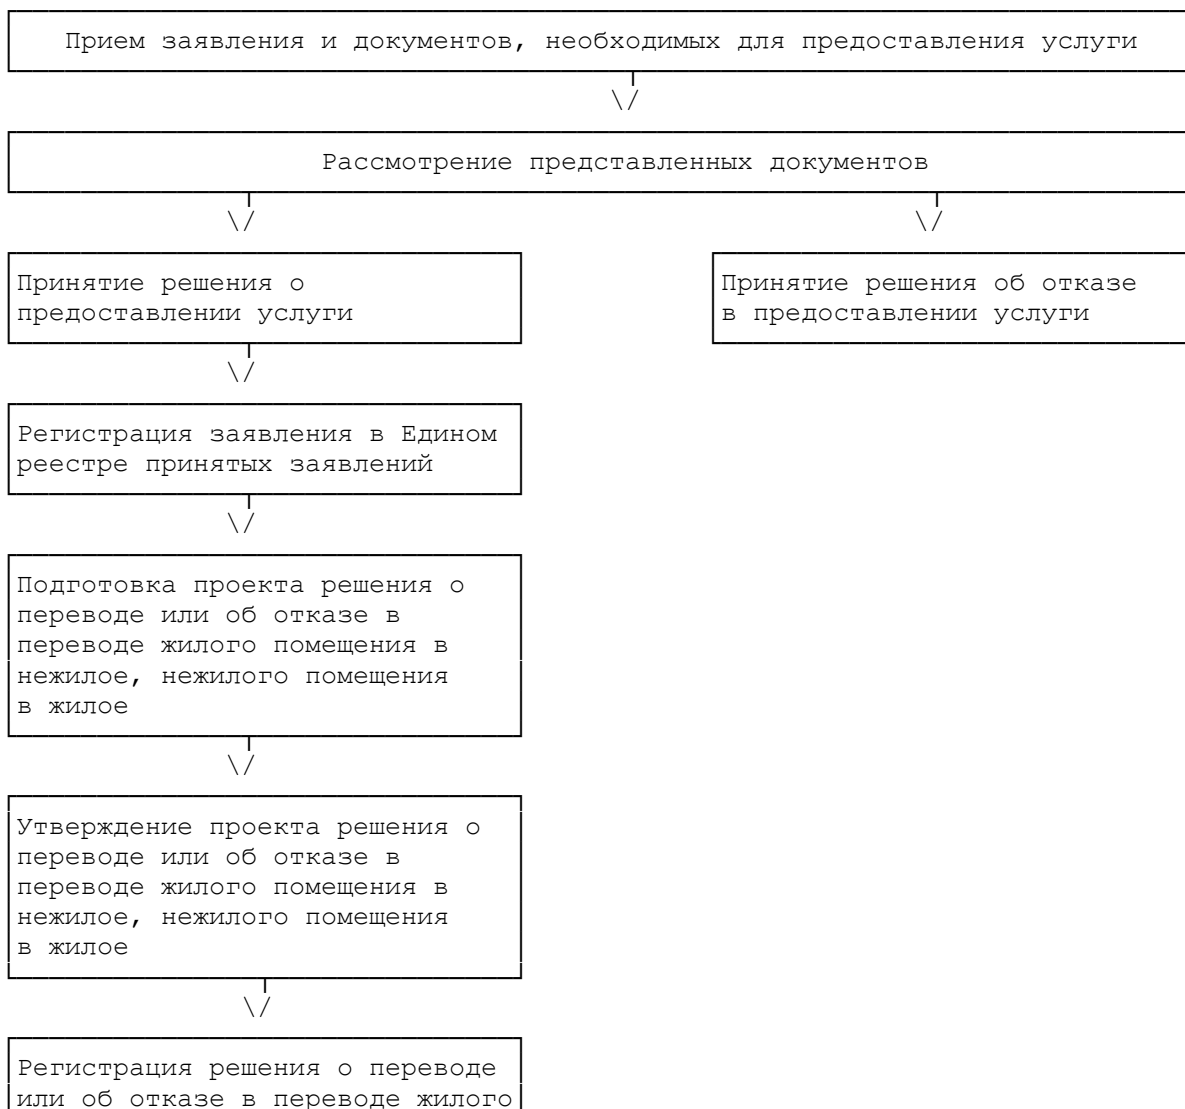 Прием заявления и документов, необходимых для предоставления услуги
Рассмотрение представленных документов
Принятие решения о
предоставлении услуги
Принятие решения об отказе
в предоставлении услуги
Регистрация заявления в Едином
реестре принятых заявлений
Подготовка проекта решения о
переводе или об отказе в
переводе жилого помещения в
нежилое, нежилого помещения
в жилое
Утверждение проекта решения о
переводе или об отказе в
переводе жилого помещения в
нежилое, нежилого помещения
в жилое
Регистрация решения о переводе
или об отказе в переводе жилого